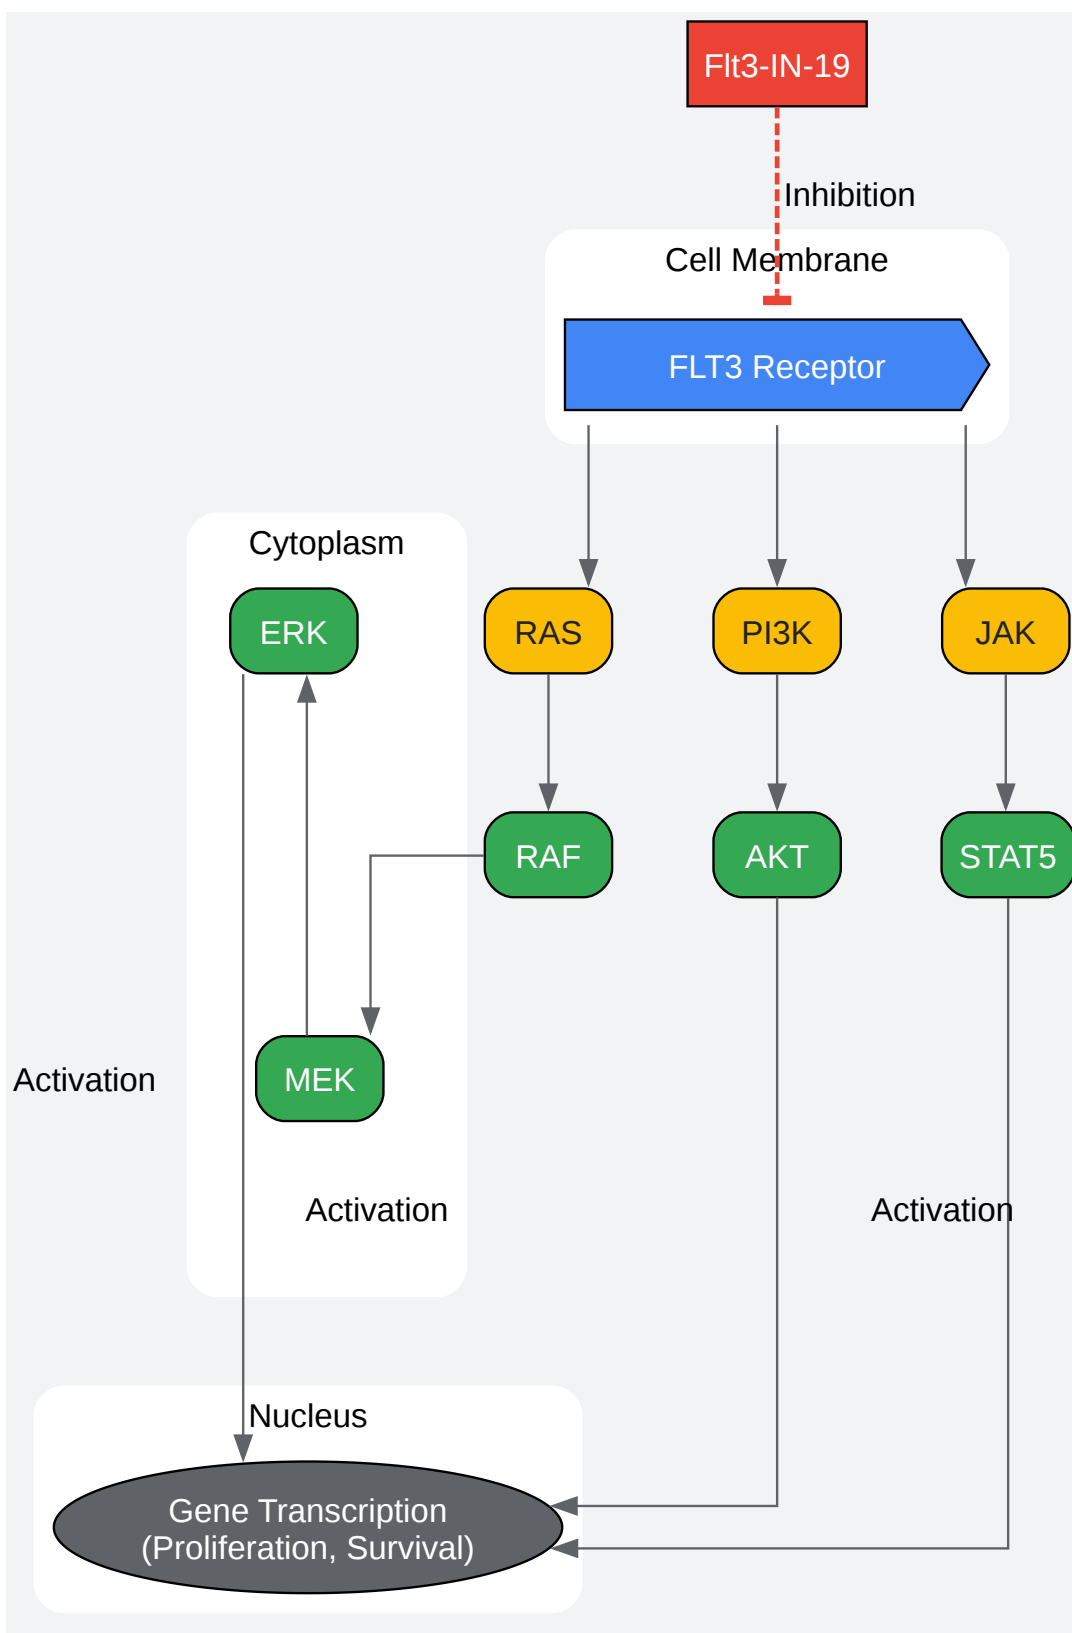 Flt3-IN-19
Inhibition
Cell Membrane
FLT3 Receptor
Cytoplasm
ERK
RAS
PI3K
JAK
RAF
AKT
STAT5
MEK
Activation
Activation
Activation
Nucleus
Gene Transcription
(Proliferation, Survival)